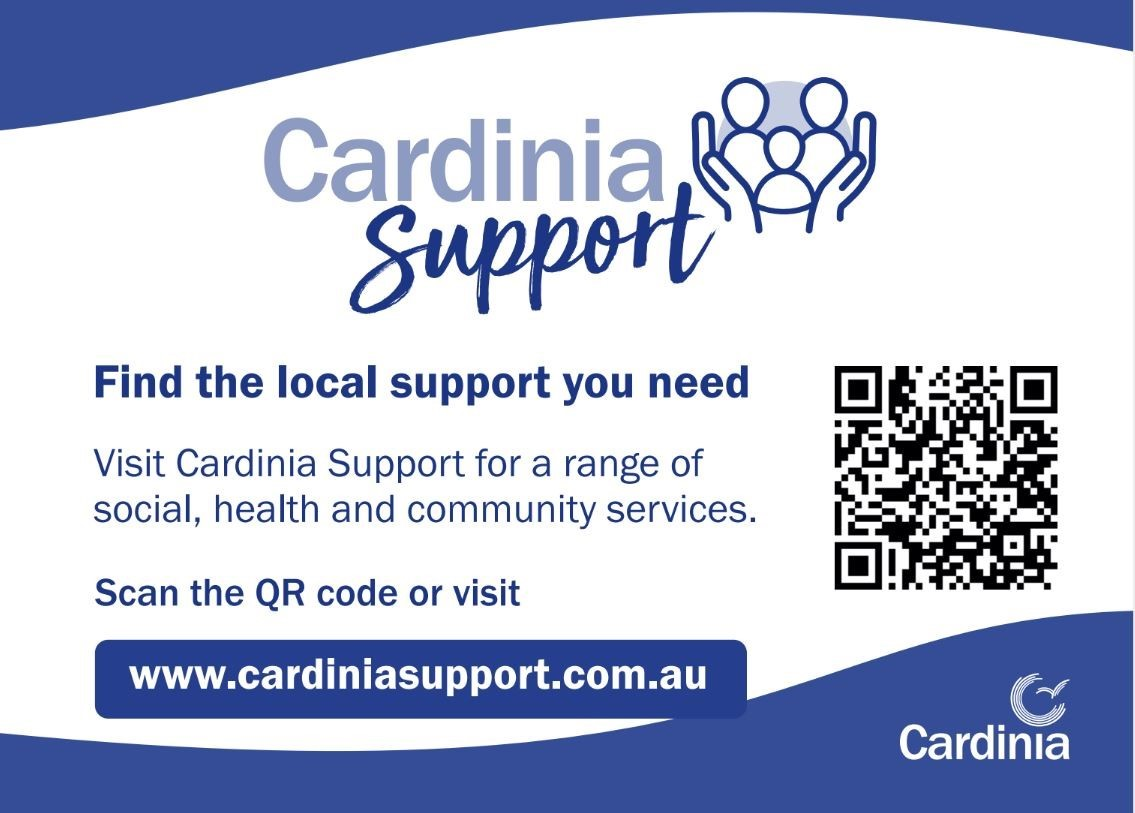 Cardinia
Support
Find the local support you need
Visit Cardinia Support for a range of
social, health and community services.
Scan the QR code or visit
www.cardiniasupport.com.au
Cardinia